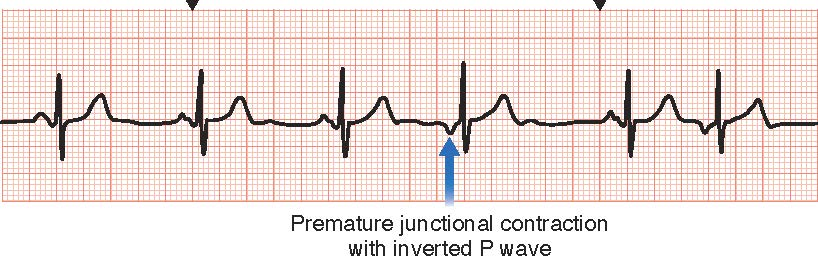 Premature junctional contraction
with inverted P wave